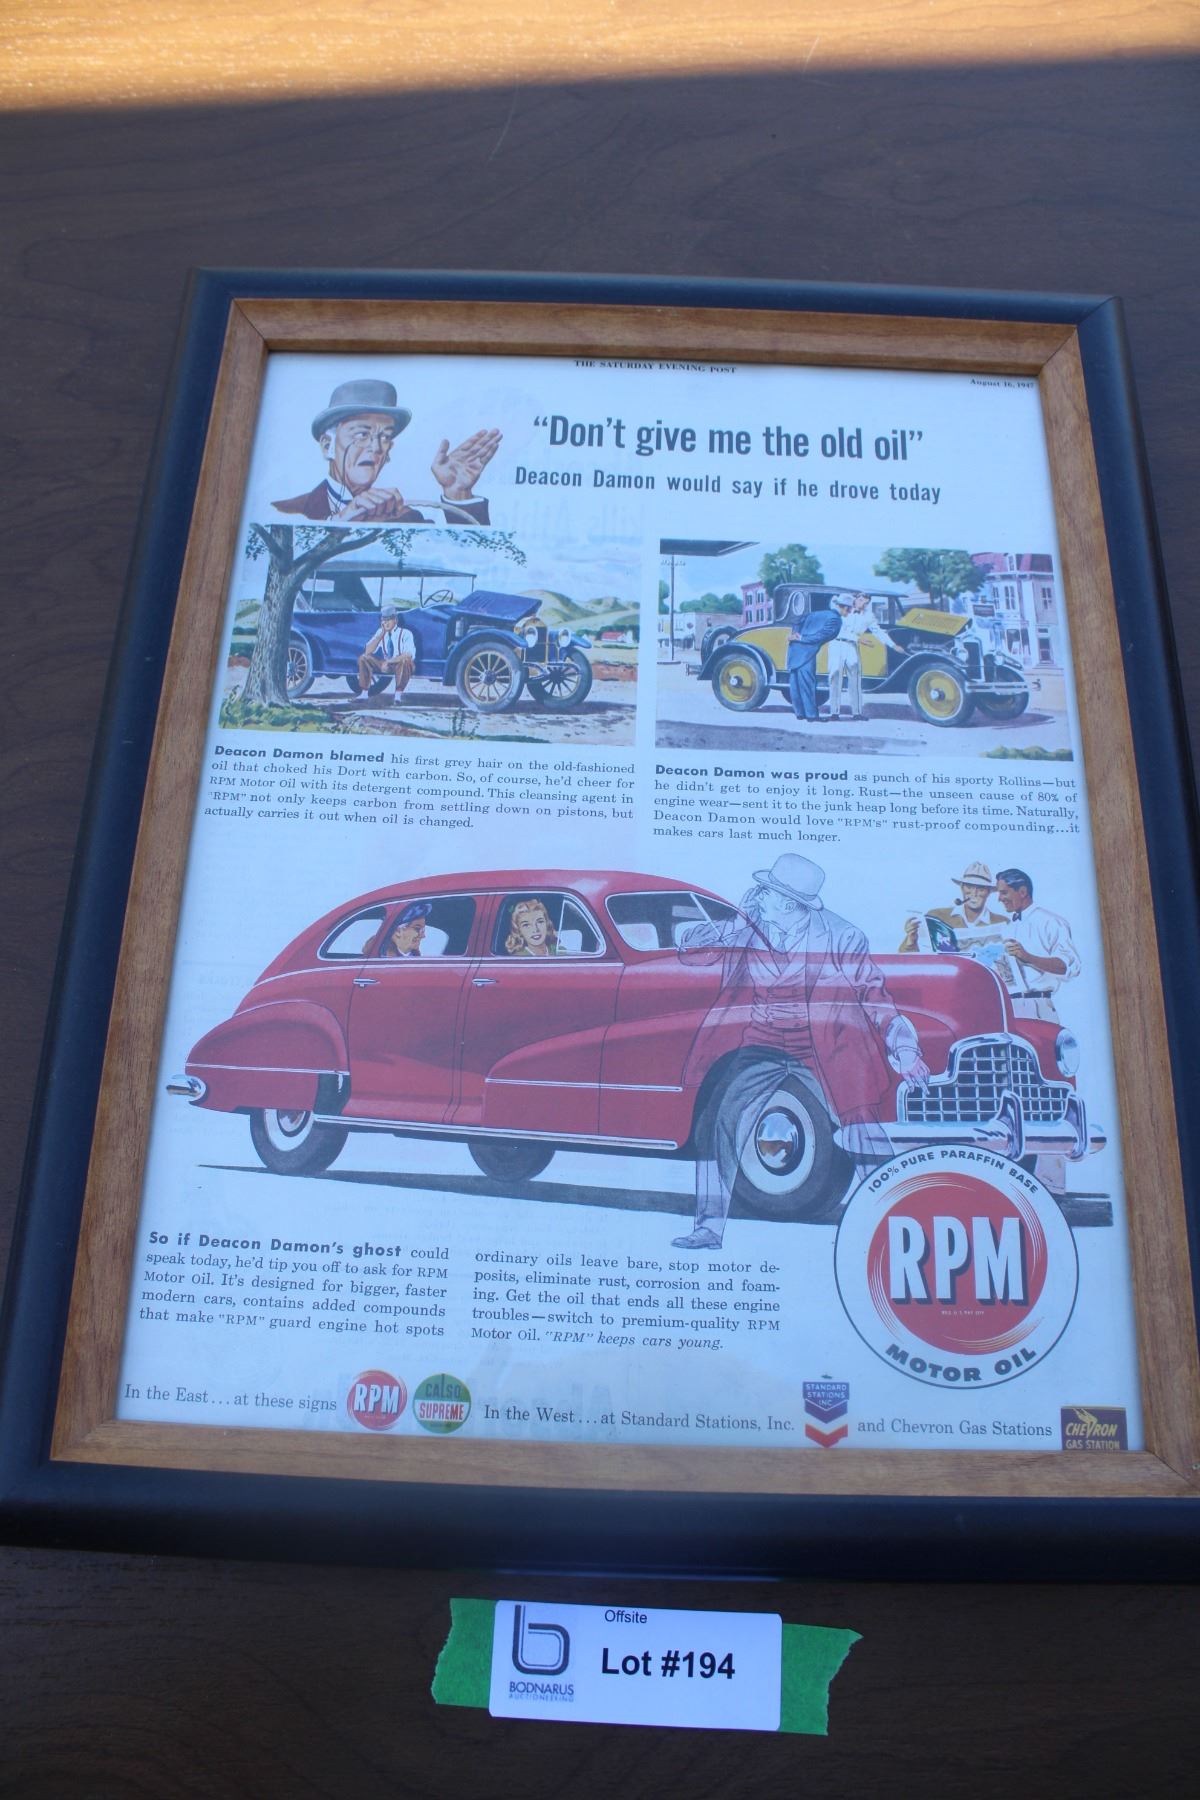 THE SATURDAY EVENING POST
August 16, 1947
"Don't give me the old oil"
Deacon Damon would say if he drove today
Deacon Damon blamed his first grey hair on the old-fashioned
oil that choked his Dort with carbon. So, of course, he'd cheer for
RPM Motor Oil with its detergent compound. This cleansing agent in
"RPM" not only keeps carbon from settling down on pistons, but
actually carries it out when oil is changed.
Deacon Damon was proud as punch of his sporty Rollins—but
he didn't get to enjoy it long. Rust—the unseen cause of 80% of
engine wear—sent it to the junk heap long before its time. Naturally,
Deacon Damon would love "RPM's" rust-proof compounding...it
makes cars last much longer.
So if Deacon Damon's ghost could
speak today, he'd tip you off to ask for RPM
Motor Oil. It's designed for bigger, faster
modern cars, contains added compounds
that make "RPM" guard engine hot spots
ordinary oils leave bare, stop motor de-
posits, eliminate rust, corrosion and foam-
ing. Get the oil that ends all these engine
troubles—switch to premium-quality RPM
Motor Oil. "RPM" keeps cars young.
100% PURE PARAFFIN BASE
RPM
REG. U. S. PAT. OFF.
MOTOR OIL
In the East...at these signs
RPM
CALSO
SUPREME
In the West...at Standard Stations, Inc.
STANDARD
STATIONS
INC
and Chevron Gas Stations
CHEVRON
GAS STATION
Offsite
b
BODNARUS
AUCTIONEERING
Lot #194